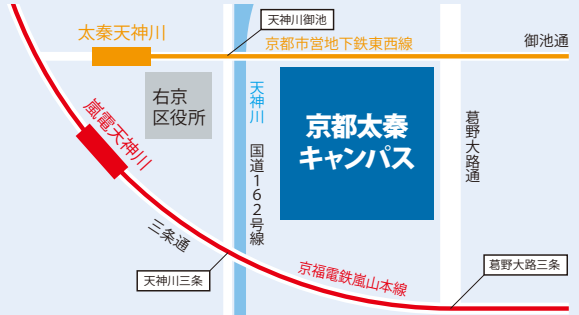 天神川御池
太秦天神川
京都市営地下鉄東西線
御池通
右京
区役所
天神川
嵐電天神川
京都太秦
キャンパス
葛野大路通
国道162号線
三条通
天神川三条
京福電鉄嵐山本線
葛野大路三条